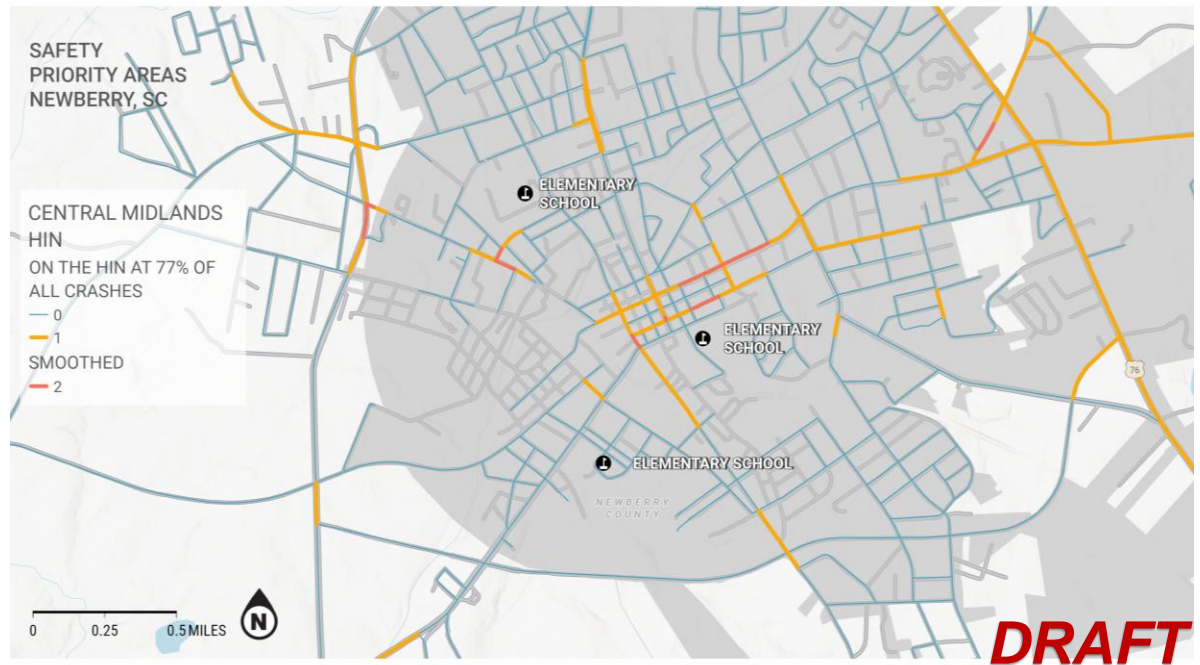 SAFETY
PRIORITY AREAS
NEWBERRY, SC
CENTRAL MIDLANDS
HIN
ON THE HIN AT 77% OF
ALL CRASHES
0
1
SMOOTHED
2
ELEMENTARY
SCHOOL
ELEMENTARY
SCHOOL
76
ELEMENTARY SCHOOL
NEWBERRY
COUNTY
0 0.25 0.5 MILES
N
DRAFT